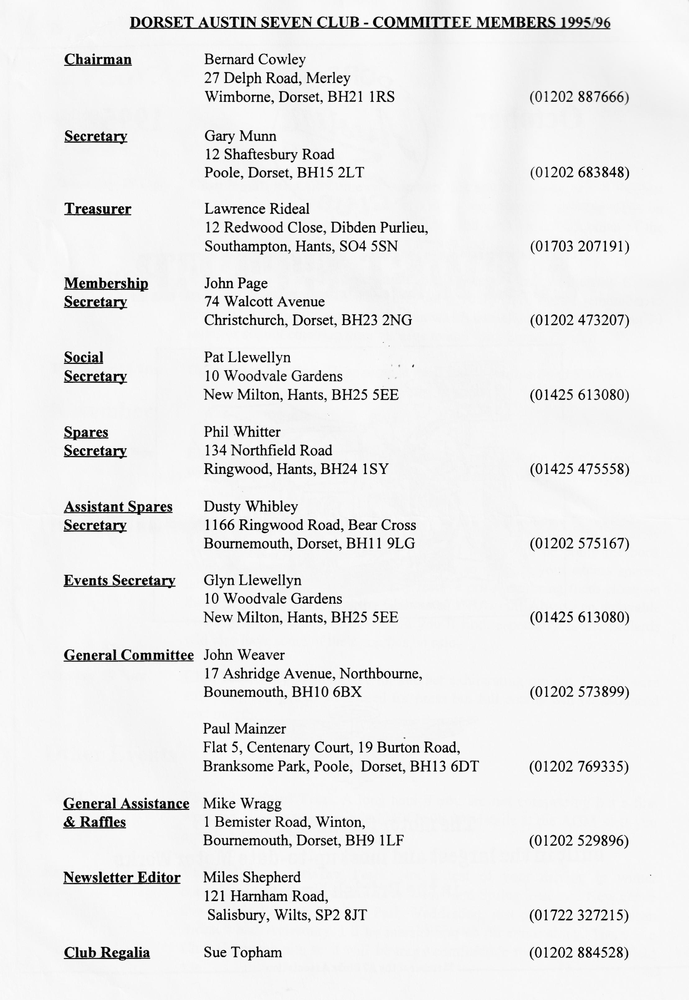 DORSET AUSTIN SEVEN CLUB - COMMITTEE MEMBERS 1995/96
Chairman Bernard Cowley
27 Delph Road, Merley
Wimborne, Dorset, BH21 1RS (01202 887666)
Secretary Gary Munn
12 Shaftesbury Road
Poole, Dorset, BH15 2LT (01202 683848)
Treasurer Lawrence Rideal
12 Redwood Close, Dibden Purlieu,
Southampton, Hants, SO4 5SN (01703 207191)
Membership John Page
Secretary 74 Walcott Avenue
Christchurch, Dorset, BH23 2NG (01202 473207)
Social Pat Llewellyn
Secretary 10 Woodvale Gardens
New Milton, Hants, BH25 5EE (01425 613080)
Spares Phil Whitter
Secretary 134 Northfield Road
Ringwood, Hants, BH24 1SY (01425 475558)
Assistant Spares Dusty Whibley
Secretary 1166 Ringwood Road, Bear Cross
Bournemouth, Dorset, BH11 9LG (01202 575167)
Events Secretary Glyn Llewellyn
10 Woodvale Gardens
New Milton, Hants, BH25 5EE (01425 613080)
General Committee John Weaver
17 Ashridge Avenue, Northbourne,
Bounemouth, BH10 6BX (01202 573899)
Paul Mainzer
Flat 5, Centenary Court, 19 Burton Road,
Branksome Park, Poole, Dorset, BH13 6DT (01202 769335)
General Assistance Mike Wragg
& Raffles 1 Bemister Road, Winton,
Bournemouth, Dorset, BH9 1LF (01202 529896)
Newsletter Editor Miles Shepherd
121 Harnham Road,
Salisbury, Wilts, SP2 8JT (01722 327215)
Club Regalia Sue Topham (01202 884528)